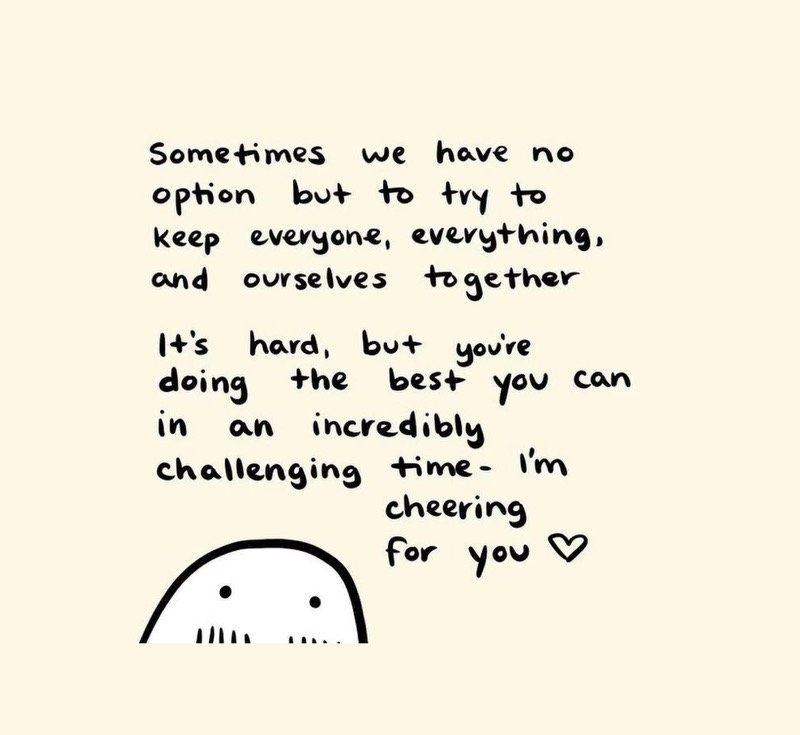 Sometimes we have no
option but to try to
keep everyone, everything,
and ourselves together
It's hard, but you're
doing the best you can
in an incredibly
challenging time- I'm
cheering
for you ♡